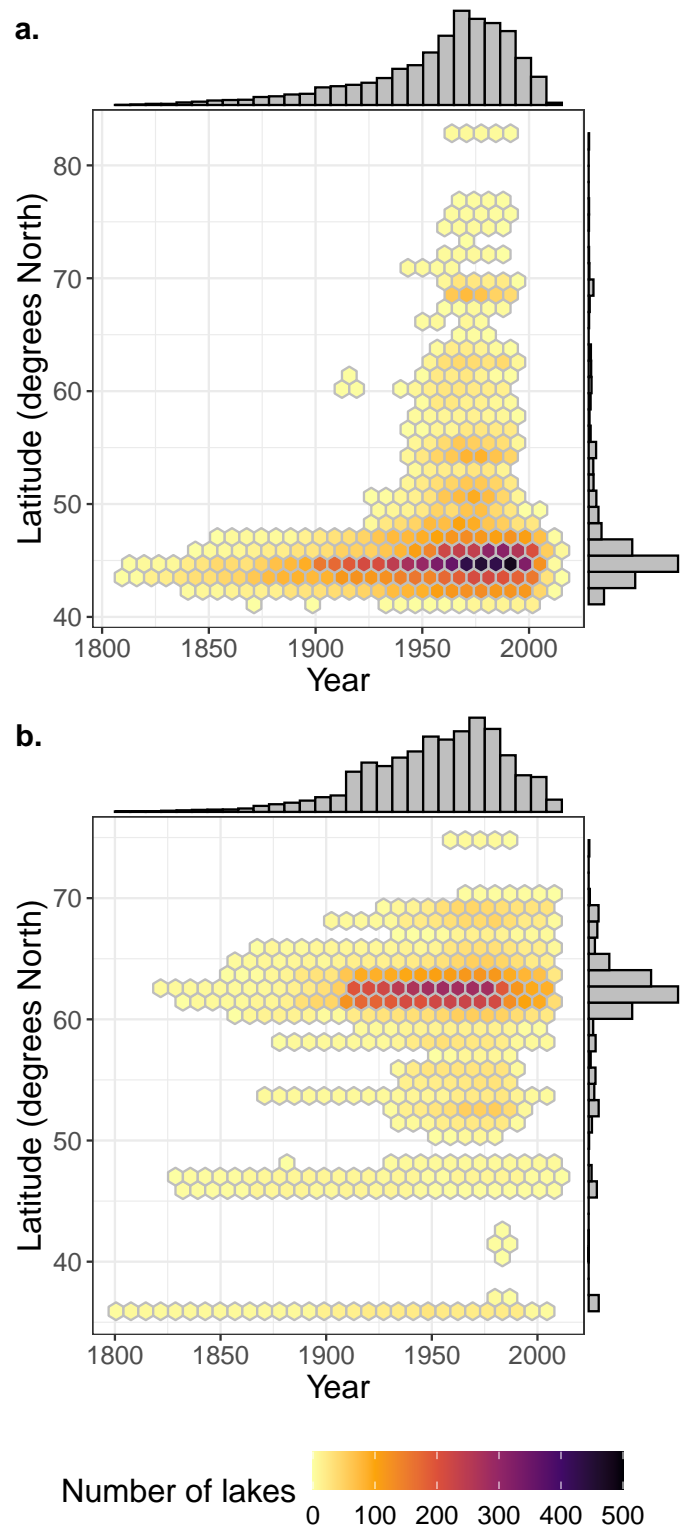 a.
Latitude (degrees North)
80
70
60
50
40
1800 1850 1900 1950 2000
Year
b.
Latitude (degrees North)
70
60
50
40
1800 1850 1900 1950 2000
Year
Number of lakes
0 100 200 300 400 500